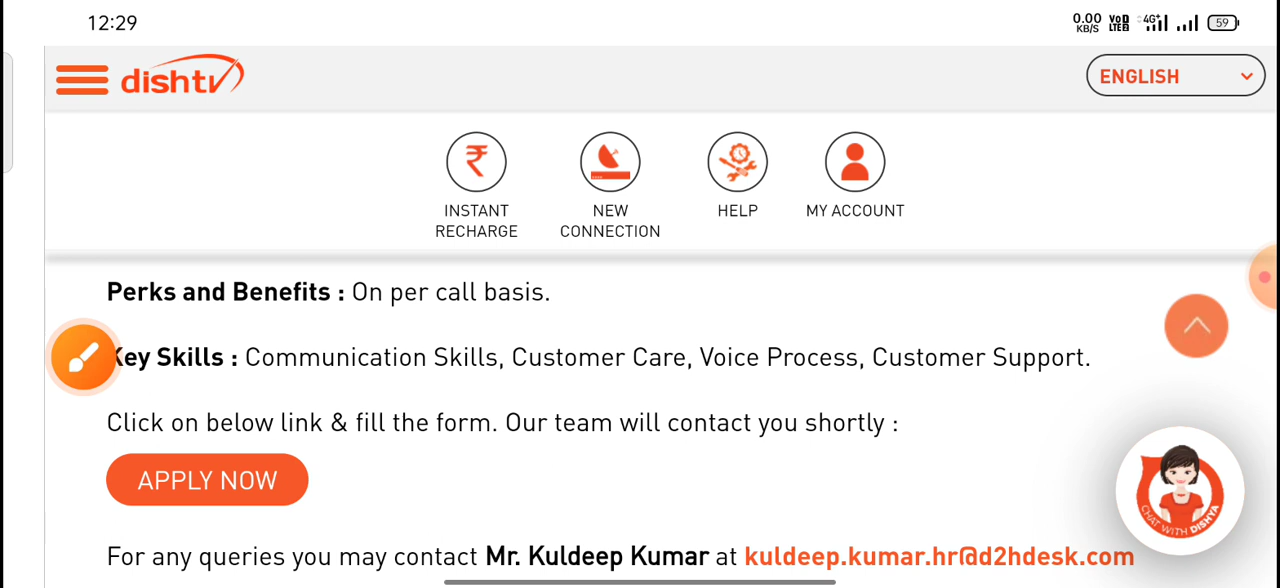 12:29
0.00 KB/S VoD LTE2 4G+ 59
dishtv
ENGLISH
INSTANT RECHARGE
NEW CONNECTION
HELP
MY ACCOUNT
Perks and Benefits : On per call basis.
Key Skills : Communication Skills, Customer Care, Voice Process, Customer Support.
Click on below link & fill the form. Our team will contact you shortly :
APPLY NOW
CHAT WITH DISHYA
For any queries you may contact Mr. Kuldeep Kumar at kuldeep.kumar.hr@d2hdesk.com